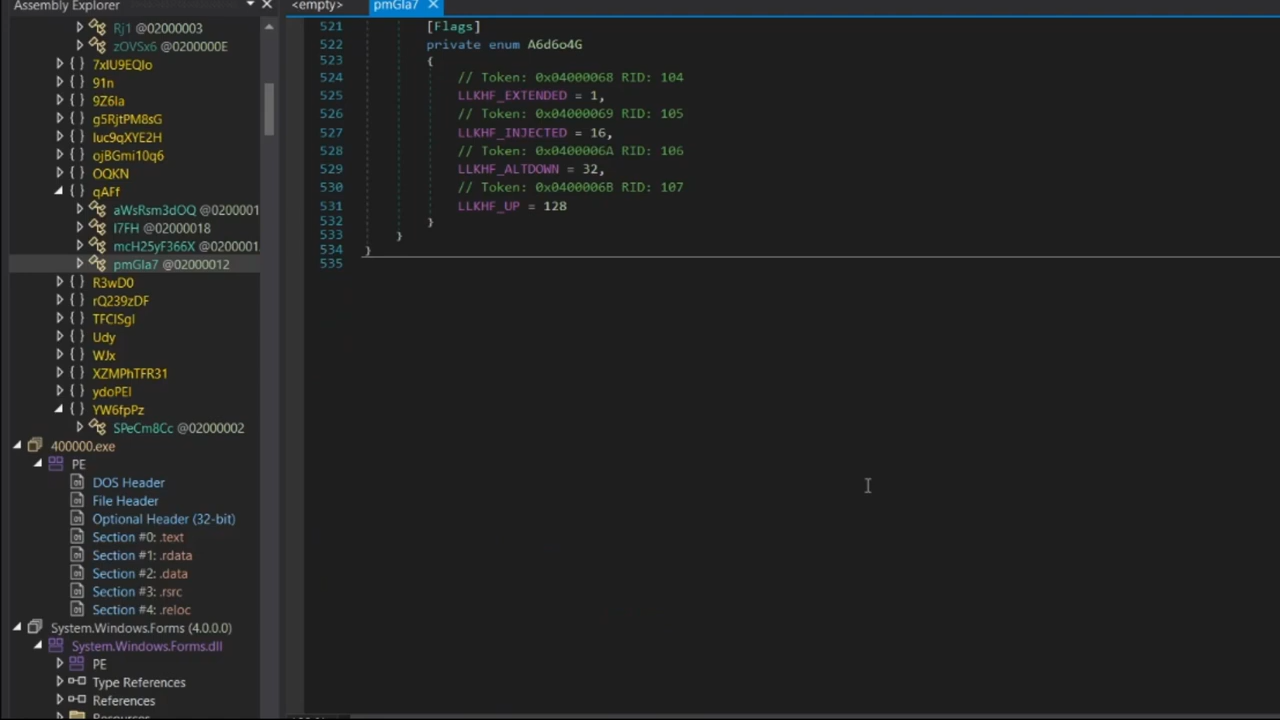 Assembly Explorer
Rj1 @02000003
zOVSx6 @0200000E
7xIU9EQIo
91n
9Z6Ia
g5RjtPM8sG
Iuc9qXYE2H
ojBGmi10q6
OQKN
qAFf
aWsRsm3dOQ @0200001
I7FH @02000018
mcH25yF366X @0200001
pmGIa7 @02000012
R3wD0
rQ239zDF
TFCISgI
Udy
WJx
XZMPhTFR31
ydoPEI
YW6fpPz
SPeCm8Cc @02000002
400000.exe
PE
DOS Header
File Header
Optional Header (32-bit)
Section #0: .text
Section #1: .rdata
Section #2: .data
Section #3: .rsrc
Section #4: .reloc
System.Windows.Forms (4.0.0.0)
System.Windows.Forms.dll
PE
Type References
References
<empty> pmGIa7
521 [Flags]
522 private enum A6d6o4G
523 {
524 // Token: 0x04000068 RID: 104
525 LLKHF_EXTENDED = 1,
526 // Token: 0x04000069 RID: 105
527 LLKHF_INJECTED = 16,
528 // Token: 0x0400006A RID: 106
529 LLKHF_ALTDOWN = 32,
530 // Token: 0x0400006B RID: 107
531 LLKHF_UP = 128
532 }
533 }
534 }
535